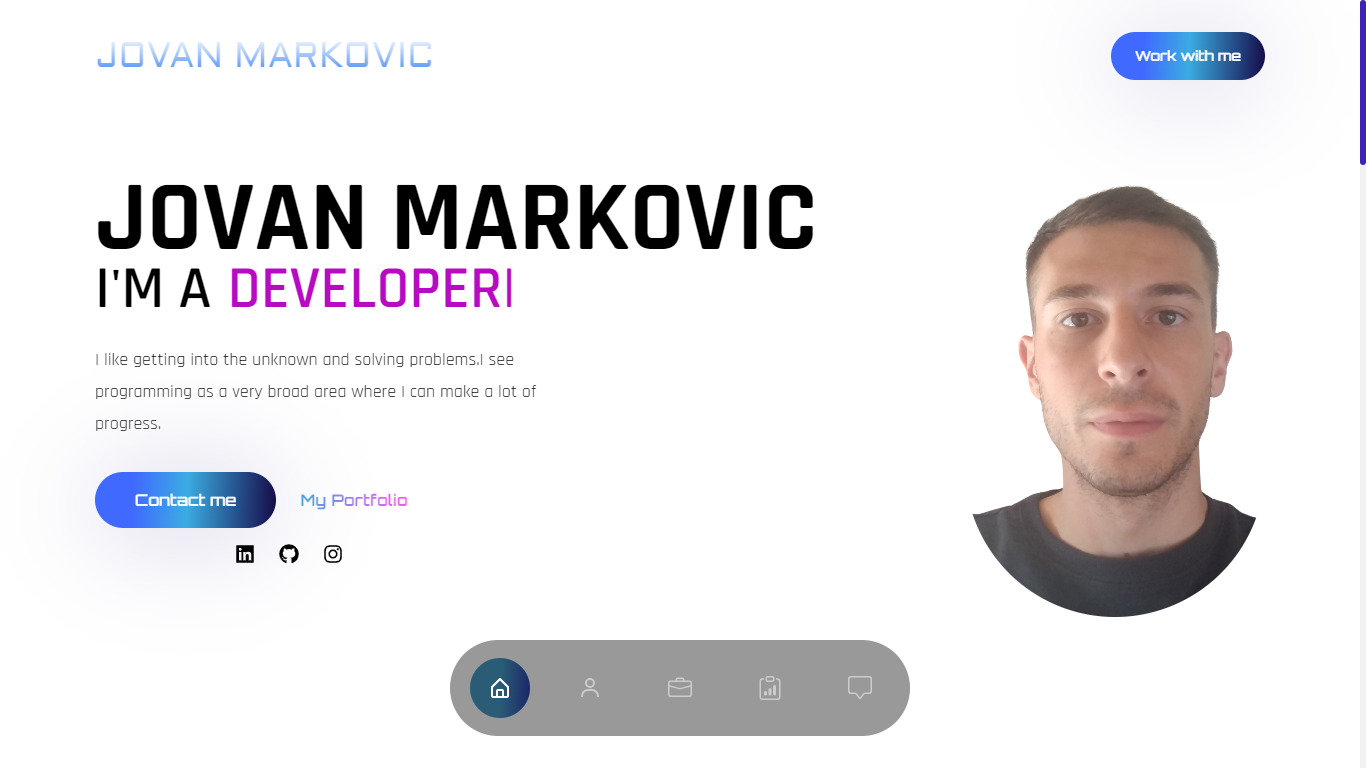 JOVAN MARKOVIC
Work with me
JOVAN MARKOVIC
I'M A DEVELOPER
I like getting into the unknown and solving problems.I see
programming as a very broad area where I can make a lot of
progress.
Contact me
My Portfolio